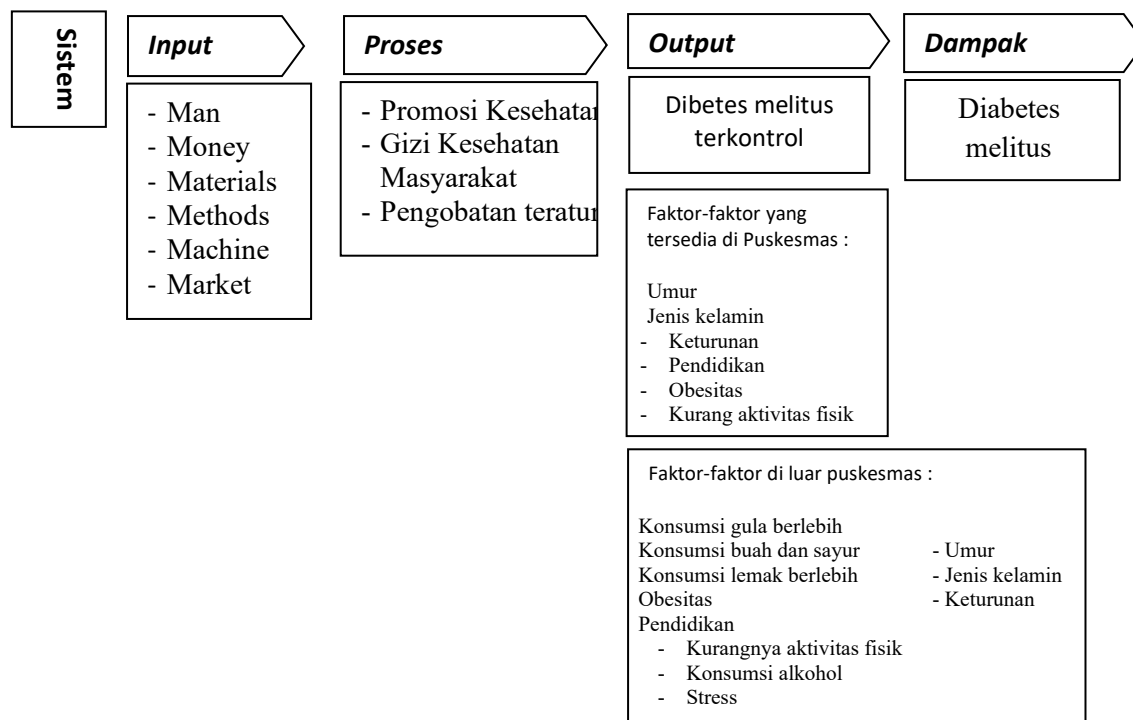 Sistem
Input
- Man
- Money
- Materials
- Methods
- Machine
- Market
Proses
- Promosi Kesehatan
- Gizi Kesehatan
Masyarakat
- Pengobatan teratur
Output
Dibetes melitus
terkontrol
Dampak
Diabetes
melitus
Faktor-faktor yang
tersedia di Puskesmas :
Umur
Jenis kelamin
- Keturunan
- Pendidikan
- Obesitas
- Kurang aktivitas fisik
Faktor-faktor di luar puskesmas :
Konsumsi gula berlebih
Konsumsi buah dan sayur
Konsumsi lemak berlebih
Obesitas
Pendidikan
- Kurangnya aktivitas fisik
- Konsumsi alkohol
- Stress
- Umur
- Jenis kelamin
- Keturunan